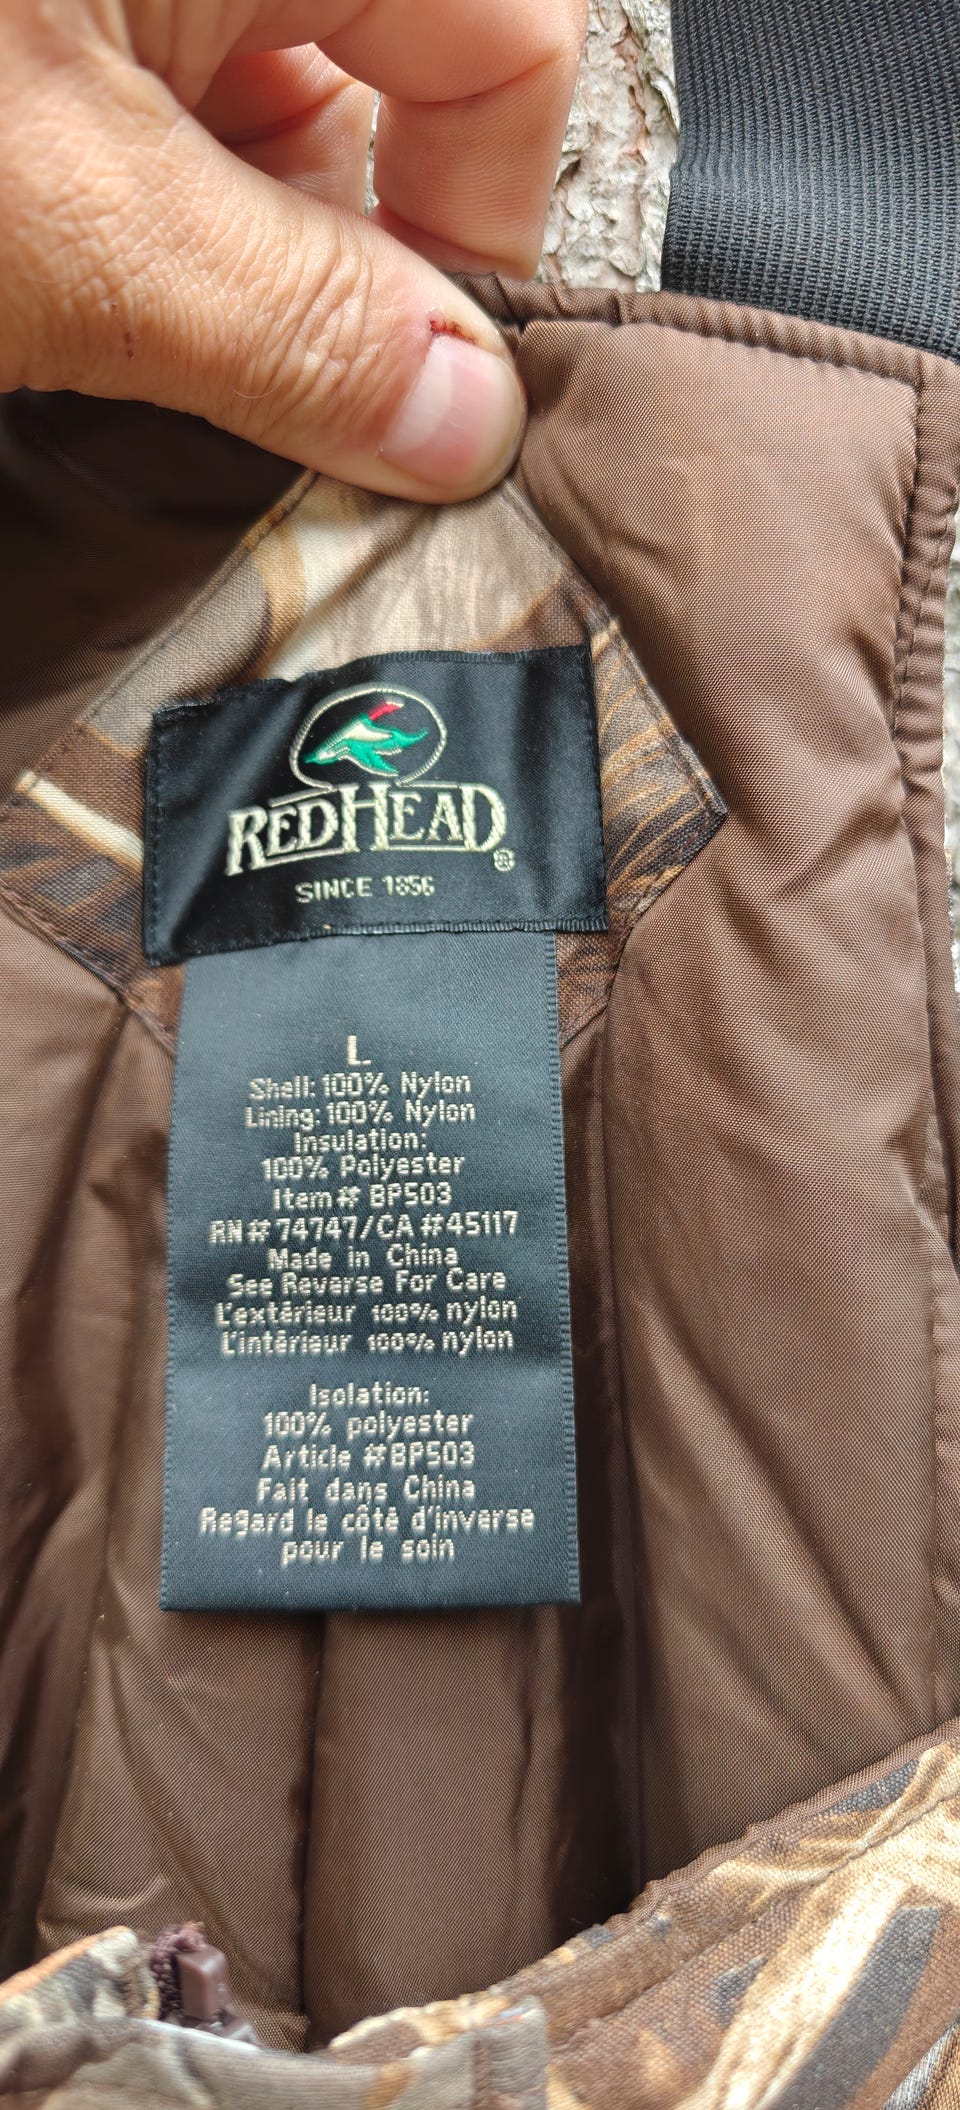 REDHEAD®
SINCE 1856
L
Shell: 100% Nylon
Lining: 100% Nylon
Insulation:
100% Polyester
Item# BP503
RN# 74747/CA #45117
Made in China
See Reverse For Care
L'extérieur 100% nylon
L'intérieur 100% nylon
Isolation:
100% polyester
Article #BP503
Fait dans China
Regard le côté d'inverse
pour le soin